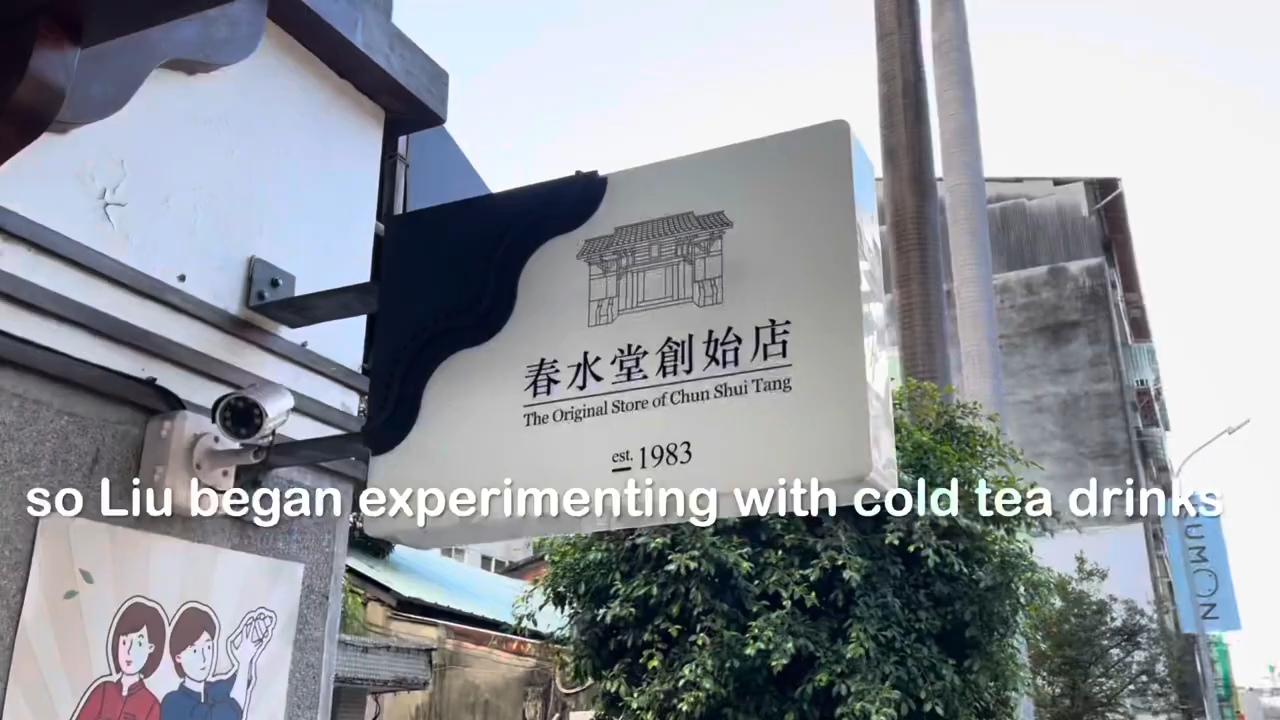 春水堂創始店
The Original Store of Chun Shui Tang
est. 1983
so Liu began experimenting with cold tea drinks